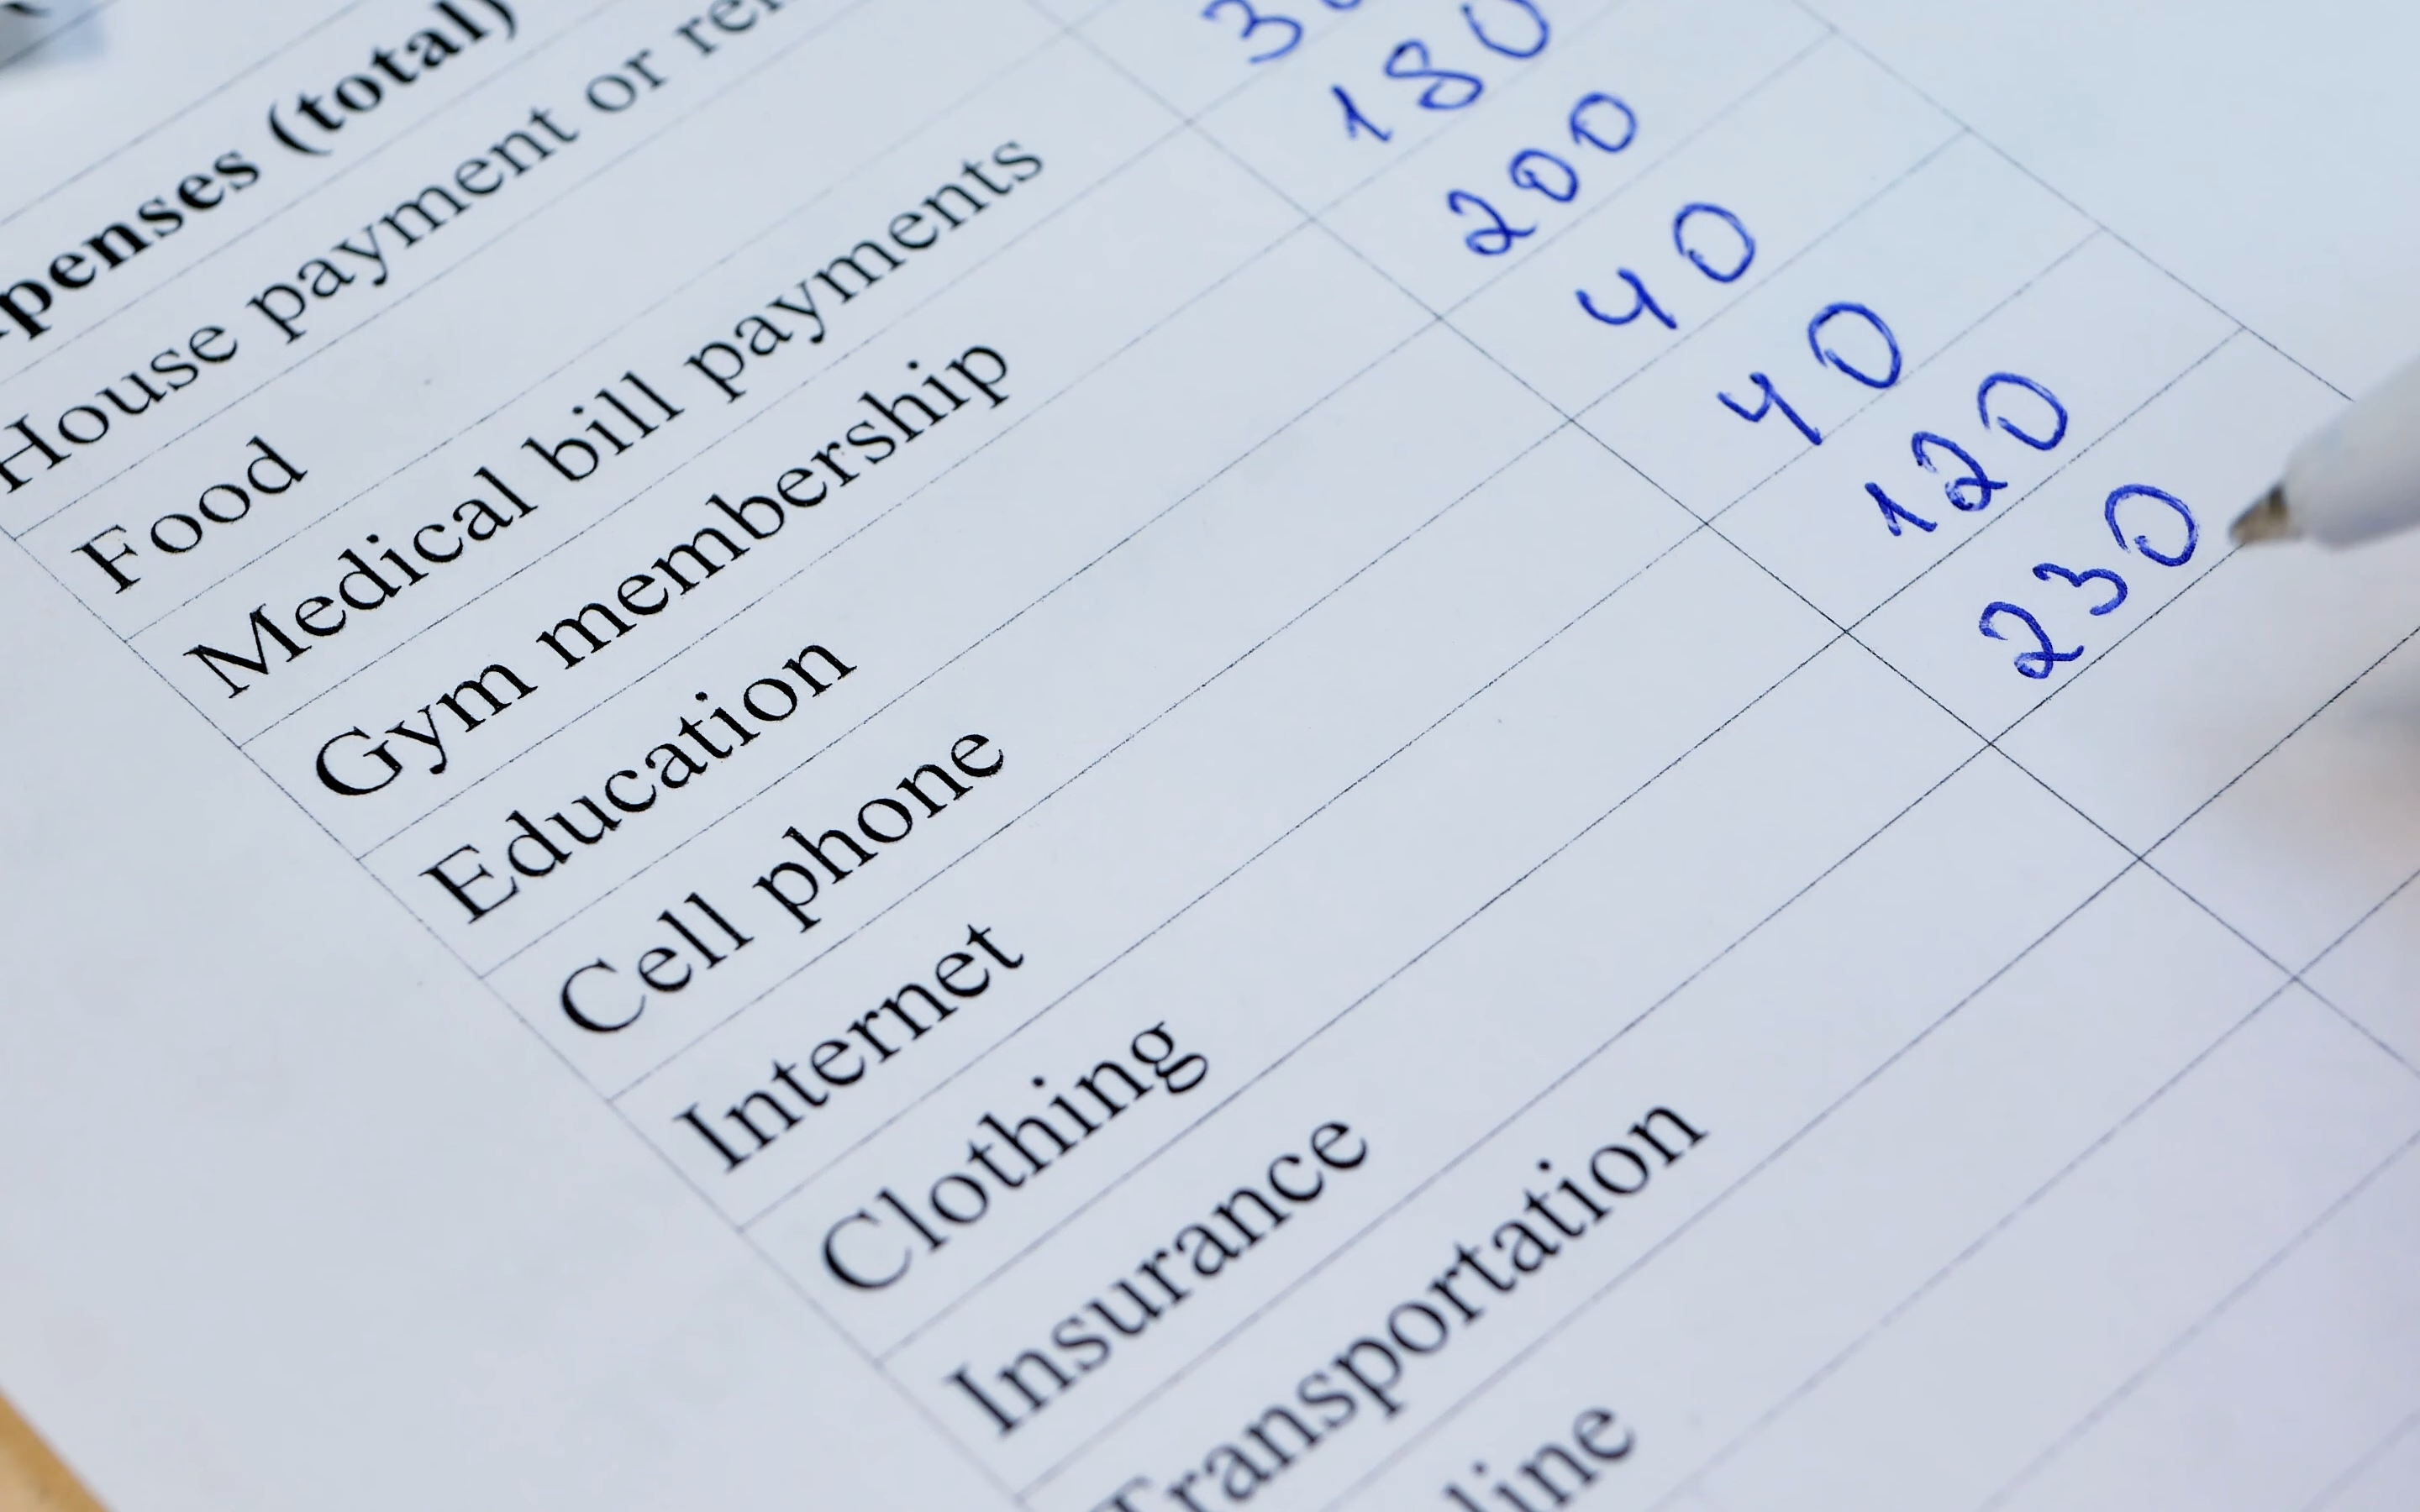 penses (total)
House payment or
Food
Medical bill payments
Gym membership 180
Education 200
Cell phone 40
Internet 40
Clothing 120
Insurance 230
Transportation
line